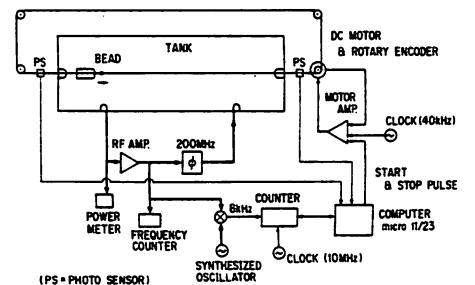 DC MOTOR
& ROTARY ENCODER
TANK
PS
BEAD
PS
MOTOR
AMP.
CLOCK(40kHz)
RF AMP.
200MHz
φ
START
& STOP PULSE
POWER
METER
FREQUENCY
COUNTER
8kHz
COUNTER
COMPUTER
micro 11/23
SYNTHESIZED
OSCILLATOR
CLOCK (10MHz)
(PS=PHOTO SENSOR)